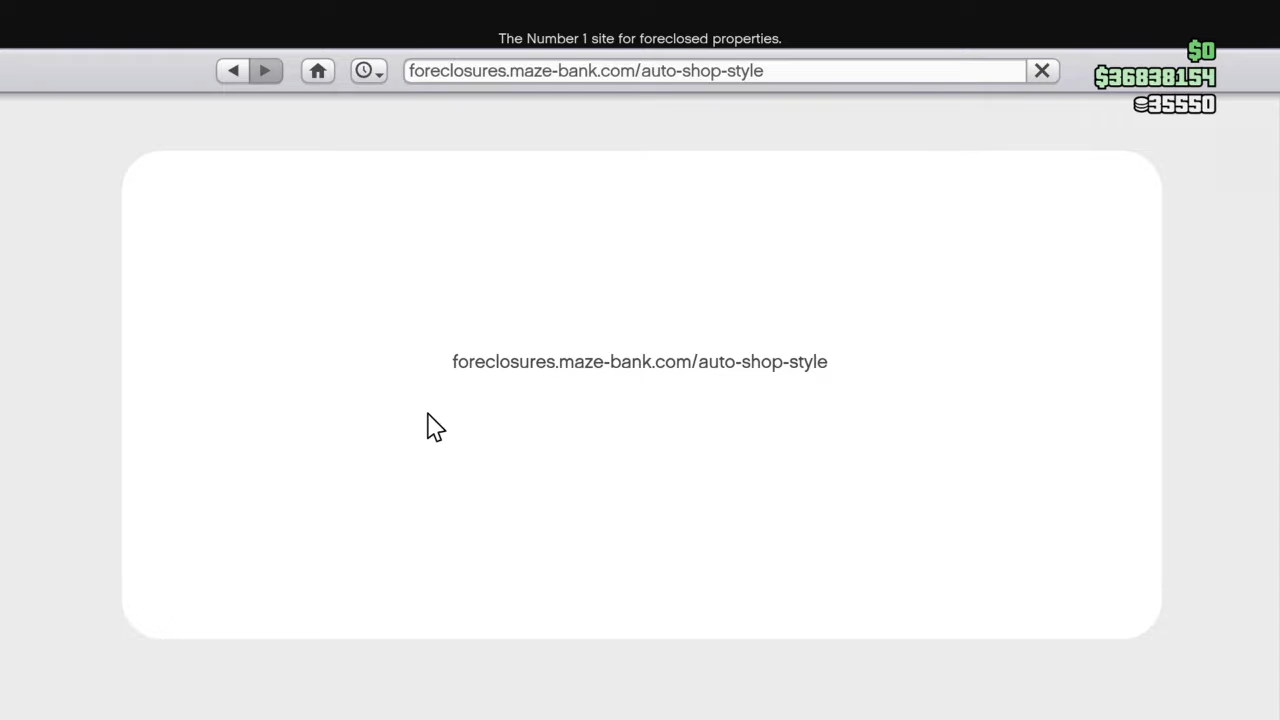 The Number 1 site for foreclosed properties.
foreclosures.maze-bank.com/auto-shop-style
$0
$36838154
35550
foreclosures.maze-bank.com/auto-shop-style